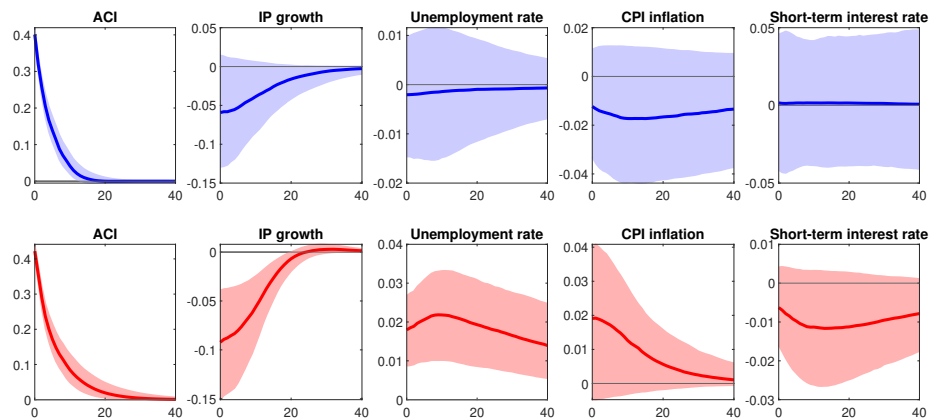 ACI IP growth Unemployment rate CPI inflation Short-term interest rate
0.4 0.3 0.2 0.1 0
0 20 40
0.05 0 -0.05 -0.1 -0.15
0 20 40
0.01 0 -0.01 -0.02
0 20 40
0.02 0 -0.02 -0.04
0 20 40
0.05 0 -0.05
0 20 40
ACI IP growth Unemployment rate CPI inflation Short-term interest rate
0.4 0.3 0.2 0.1 0
0 20 40
0 -0.05 -0.1 -0.15
0 20 40
0.04 0.03 0.02 0.01 0
0 20 40
0.04 0.03 0.02 0.01 0
0 20 40
0.01 0 -0.01 -0.02 -0.03
0 20 40